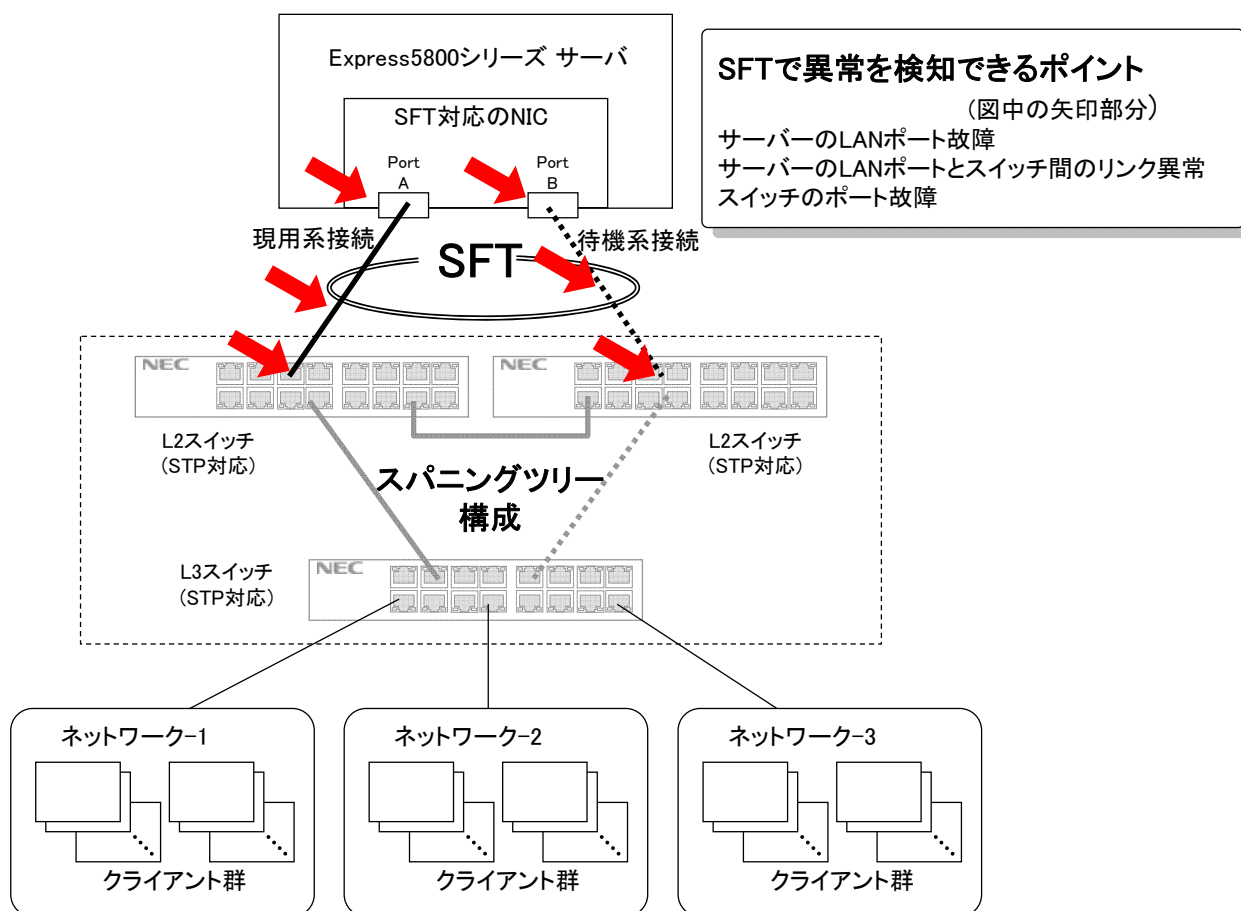 Express5800シリーズ サーバ
SFT対応のNIC
Port
A
Port
B
SFTで異常を検知できるポイント
(図中の矢印部分)
サーバーのLANポート故障
サーバーのLANポートとスイッチ間のリンク異常
スイッチのポート故障
現用系接続
SFT
待機系接続
NEC
NEC
L2スイッチ
(STP対応)
L2スイッチ
(STP対応)
スパニングツリー
構成
L3スイッチ
(STP対応)
NEC
ネットワーク-1
クライアント群
ネットワーク-2
クライアント群
ネットワーク-3
クライアント群